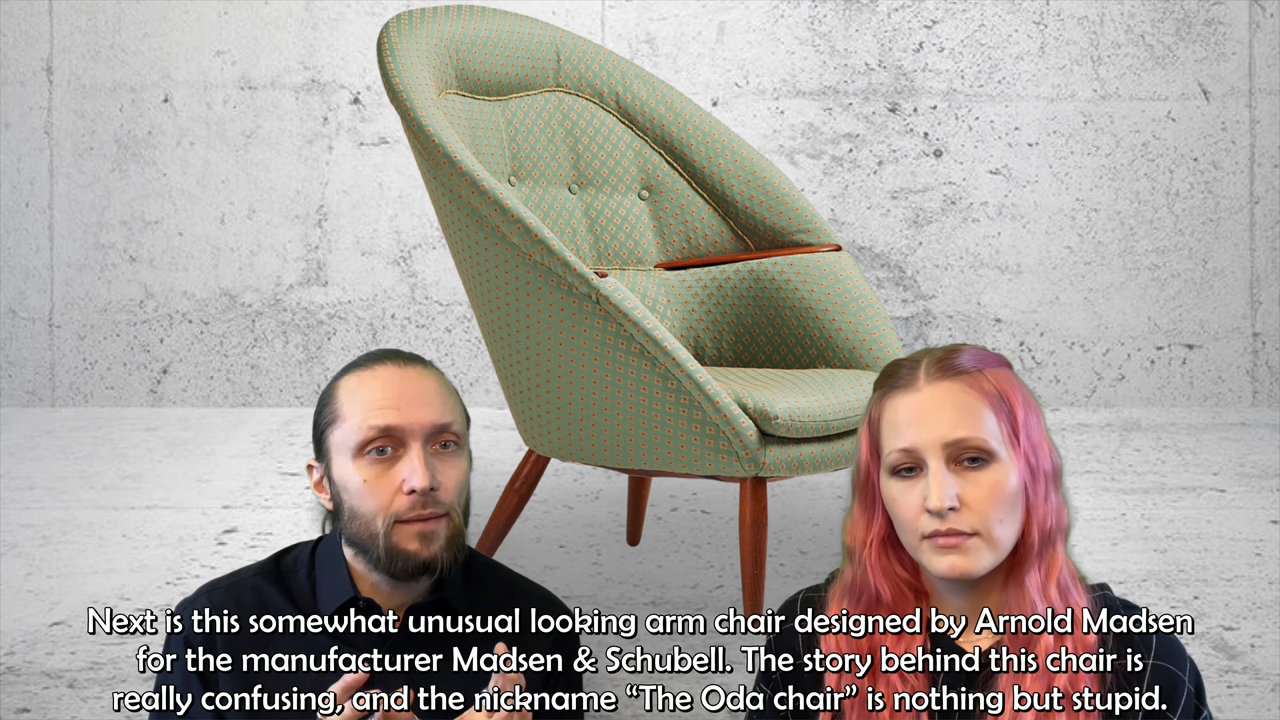 Next is this somewhat unusual looking arm chair designed by Arnold Madsen
for the manufacturer Madsen & Schubell. The story behind this chair is
really confusing, and the nickname “The Oda chair” is nothing but stupid.